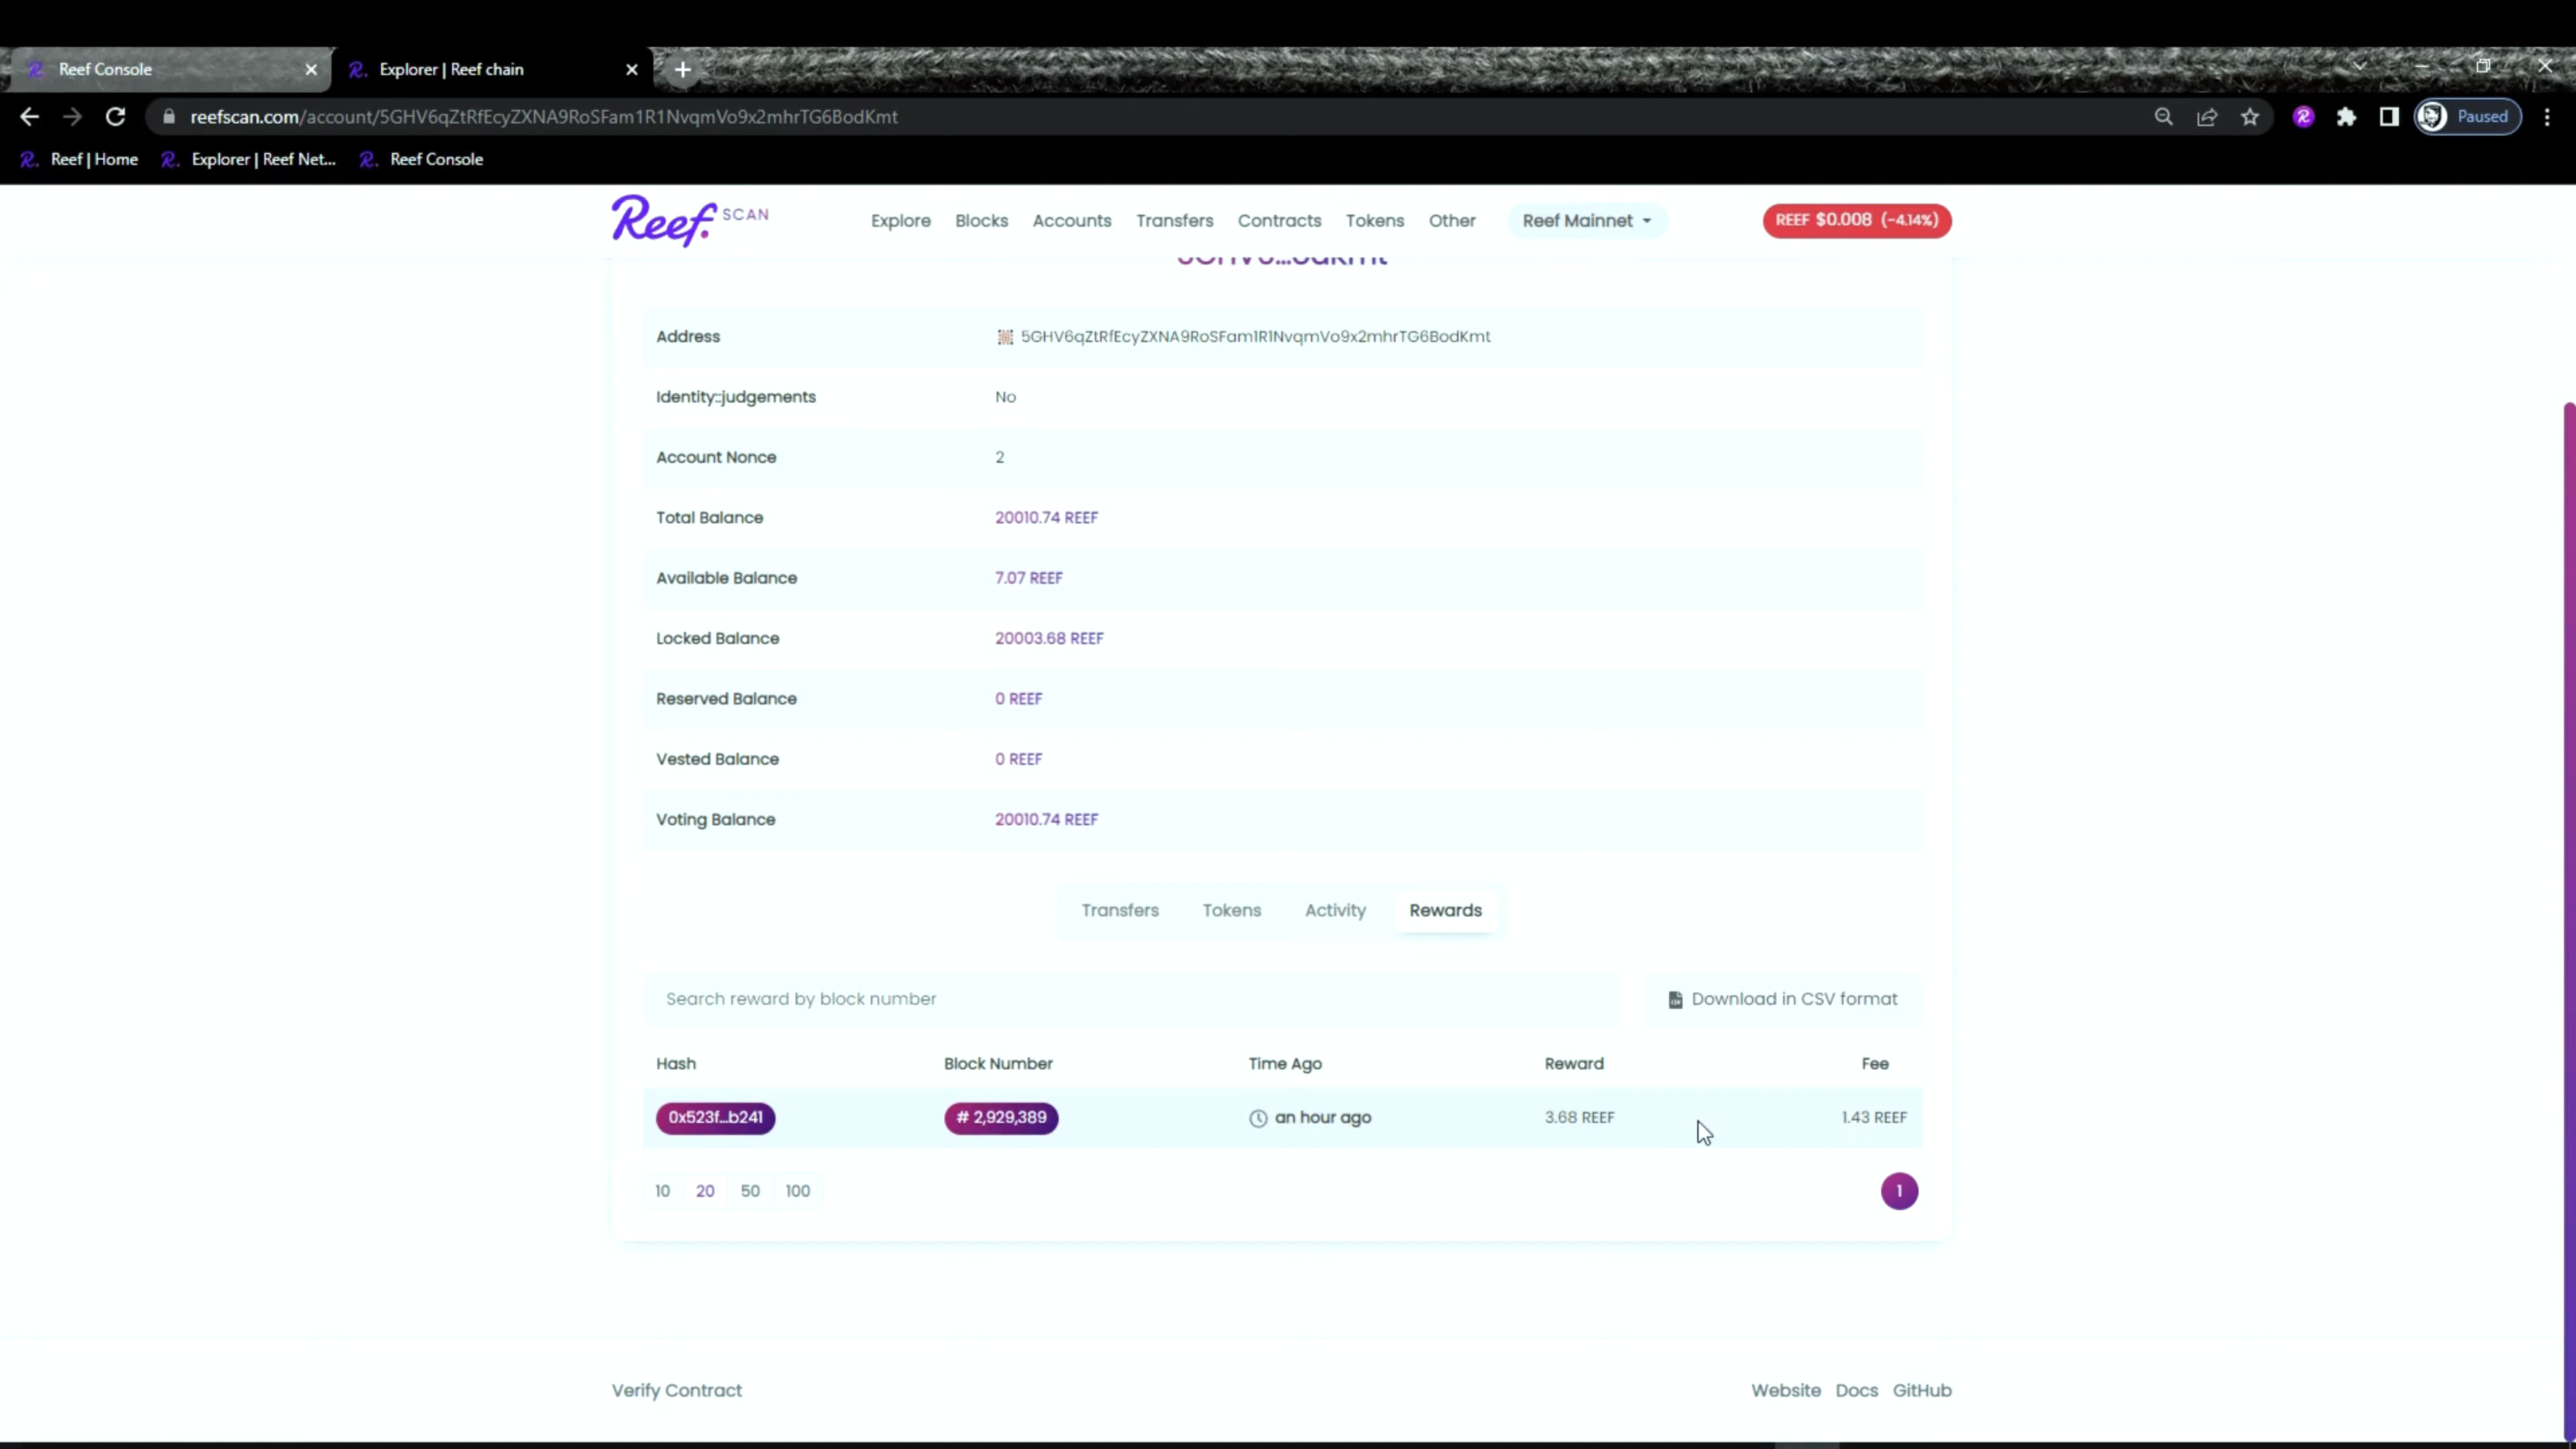 Reef Console
Explorer | Reef chain
reefscan.com/account/5GHV6qZtRfEcyZXNA9RoSFam1R1NvqmVo9x2mhrTG6BodKmt
Paused
Reef | Home
Explorer | Reef Net...
Reef Console
Reef. SCAN
Explore
Blocks
Accounts
Transfers
Contracts
Tokens
Other
Reef Mainnet
REEF $0.008 (-4.14%)
Address
5GHV6qZtRfEcyZXNA9RoSFam1R1NvqmVo9x2mhrTG6BodKmt
Identity::judgements
No
Account Nonce
2
Total Balance
20010.74 REEF
Available Balance
7.07 REEF
Locked Balance
20003.68 REEF
Reserved Balance
0 REEF
Vested Balance
0 REEF
Voting Balance
20010.74 REEF
Transfers
Tokens
Activity
Rewards
Search reward by block number
Download in CSV format
Hash
Block Number
Time Ago
Reward
Fee
0x523f...b241
# 2,929,389
an hour ago
3.68 REEF
1.43 REEF
10
20
50
100
1
Verify Contract
Website
Docs
GitHub